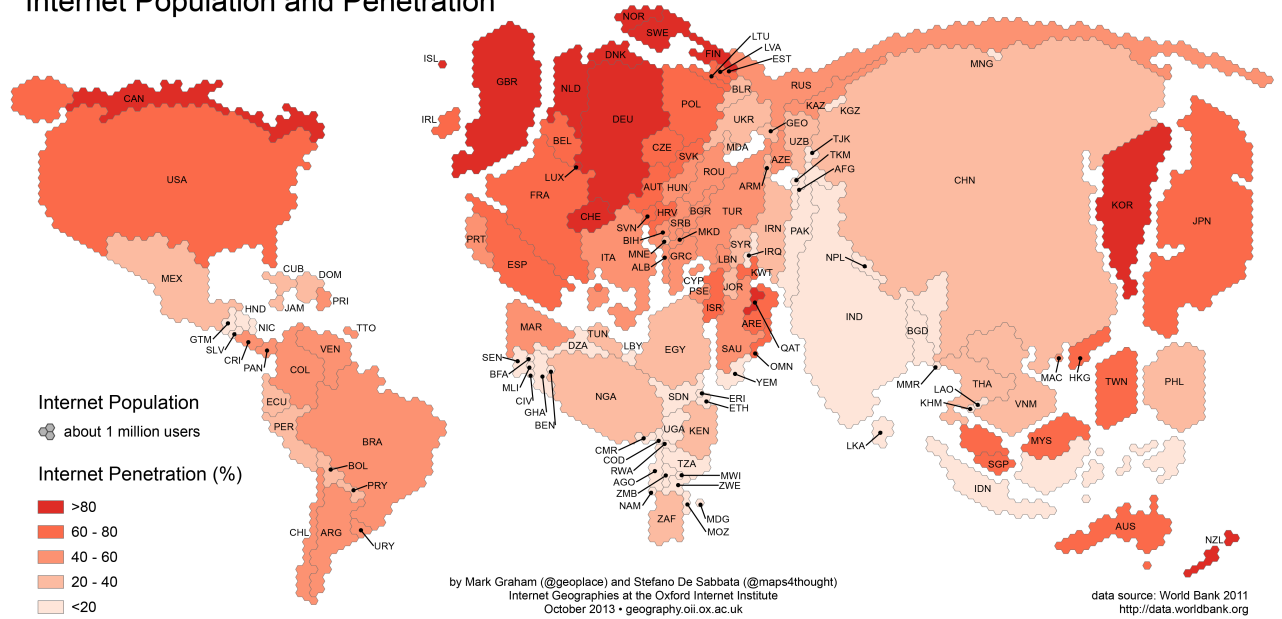 Internet Population and Penetration
NOR
SWE
FIN
LTU
LVA
EST
ISL
GBR
DNK
NLD
DEU
POL
BLR
RUS
MNG
CAN
IRL
BEL
LUX
FRA
CZE
SVK
UKR
MDA
KAZ
KGZ
GEO
UZB
TJK
TKM
AFG
AZE
ARM
ROU
AUT
HUN
USA
CHE
SVN
HRV
BGR
TUR
SRB
BIH
MKD
MNE
ALB
GRC
ITA
PRT
ESP
SYR
IRQ
LBN
IRN
PAK
NPL
CHN
KOR
JPN
KWT
CYP
PSE
JOR
ISR
ARE
QAT
SAU
OMN
YEM
MEX
CUB
DOM
PRI
JAM
HND
NIC
GTM
SLV
CRI
PAN
TTO
VEN
COL
ECU
PER
BRA
BOL
PRY
CHL
ARG
URY
MAR
TUN
DZA
LBY
EGY
SEN
BFA
MLI
CIV
GHA
BEN
NGA
SDN
ERI
ETH
UGA
KEN
CMR
COD
RWA
AGO
ZMB
NAM
TZA
MWI
ZWE
ZAF
MDG
MOZ
IND
BGD
MMR
LAO
KHM
THA
VNM
MAC
HKG
TWN
PHL
LKA
MYS
SGP
IDN
AUS
NZL
Internet Population
about 1 million users
Internet Penetration (%)
>80
60 - 80
40 - 60
20 - 40
<20
by Mark Graham (@geoplace) and Stefano De Sabbata (@maps4thought)
Internet Geographies at the Oxford Internet Institute
October 2013 • geography.oii.ox.ac.uk
data source: World Bank 2011
http://data.worldbank.org